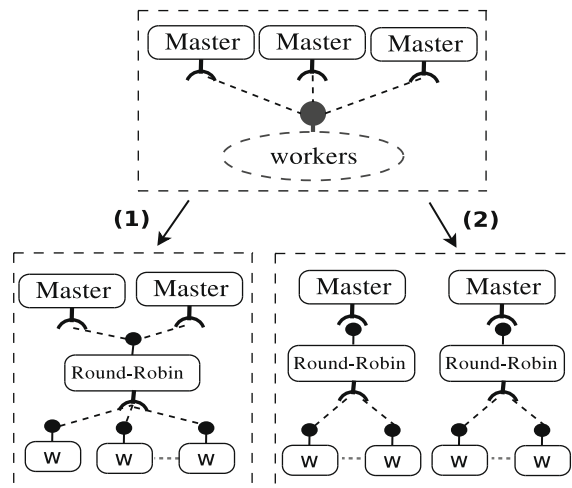 Master Master Master
workers
(1) (2)
Master Master Master Master
Round-Robin Round-Robin Round-Robin
w w w w w w w